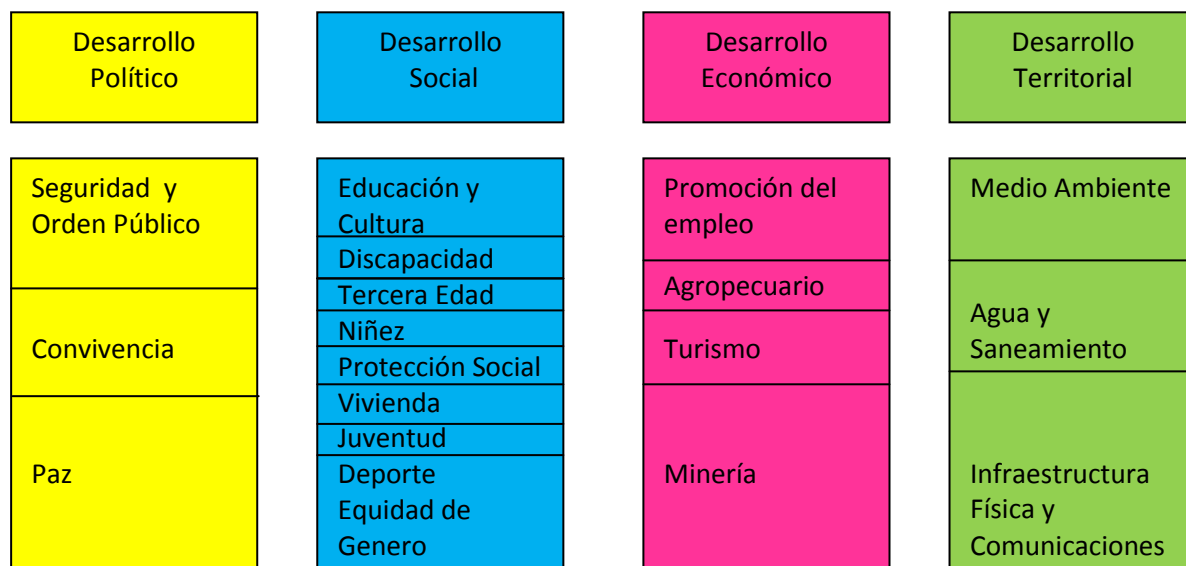 Desarrollo
Político
Desarrollo
Social
Desarrollo
Económico
Desarrollo
Territorial
Seguridad y
Orden Público
Convivencia
Paz
Educación y
Cultura
Discapacidad
Tercera Edad
Niñez
Protección Social
Vivienda
Juventud
Deporte
Equidad de
Genero
Promoción del
empleo
Agropecuario
Turismo
Minería
Medio Ambiente
Agua y
Saneamiento
Infraestructura
Física y
Comunicaciones